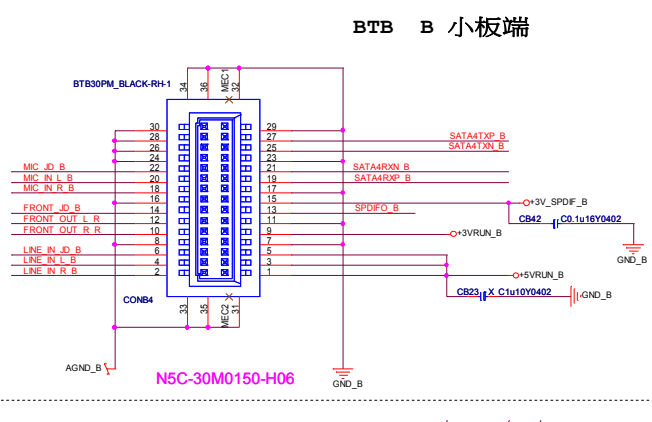 BTB B 小板端
BTB30PM_BLACK-RH-1
34
36
MEC1
32
30
29
28
27
SATA4TXP_B
26
25
SATA4TXN_B
24
23
MIC_JD_B
22
21
SATA4RXN_B
MIC_IN_L_B
20
19
SATA4RXP_B
MIC_IN_R_B
18
17
16
15
+3V_SPDIF_B
FRONT_JD_B
14
13
SPDIFO_B
FRONT_OUT_L_R
12
11
CB42
C0.1u16Y0402
FRONT_OUT_R_R
10
9
+3VRUN_B
8
7
LINE_IN_JD_B
6
5
GND_B
LINE_IN_L_B
4
3
LINE_IN_R_B
2
1
+5VRUN_B
CB23
X_C1u10Y0402
GND_B
CONB4
33
35
MEC2
31
AGND_B
N5C-30M0150-H06
GND_B